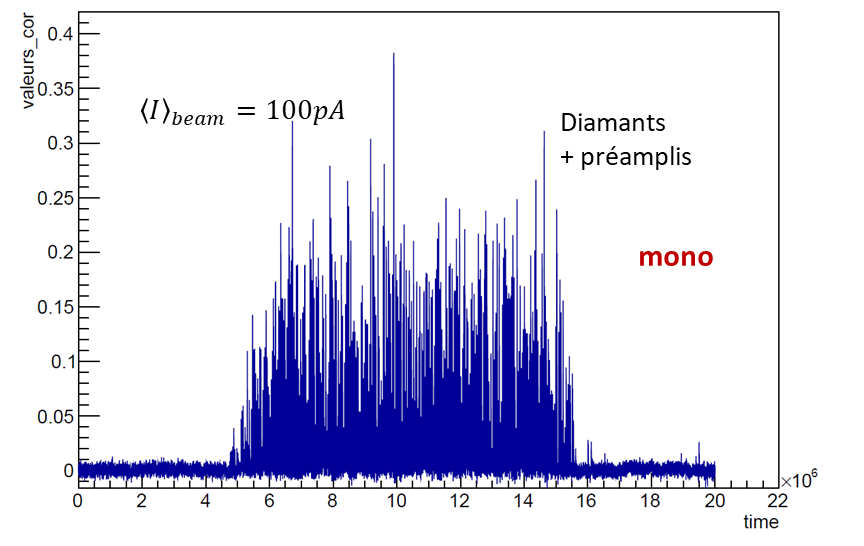 valeurs_cor
0.4
0.35
0.3
0.25
0.2
0.15
0.1
0.05
0
⟨I⟩beam = 100pA
Diamants
+ préamplis
mono
0 2 4 6 8 10 12 14 16 18 20 22
×10⁶
time